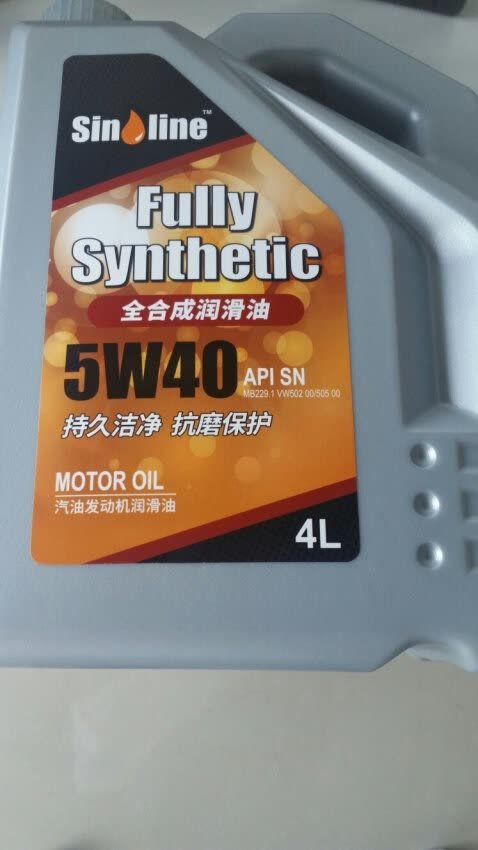 Sinoline™
Fully
Synthetic
全合成润滑油
5W40 API SN
MB229.1 VW502 00/505 00
持久洁净 抗磨保护
MOTOR OIL
汽油发动机润滑油
4L